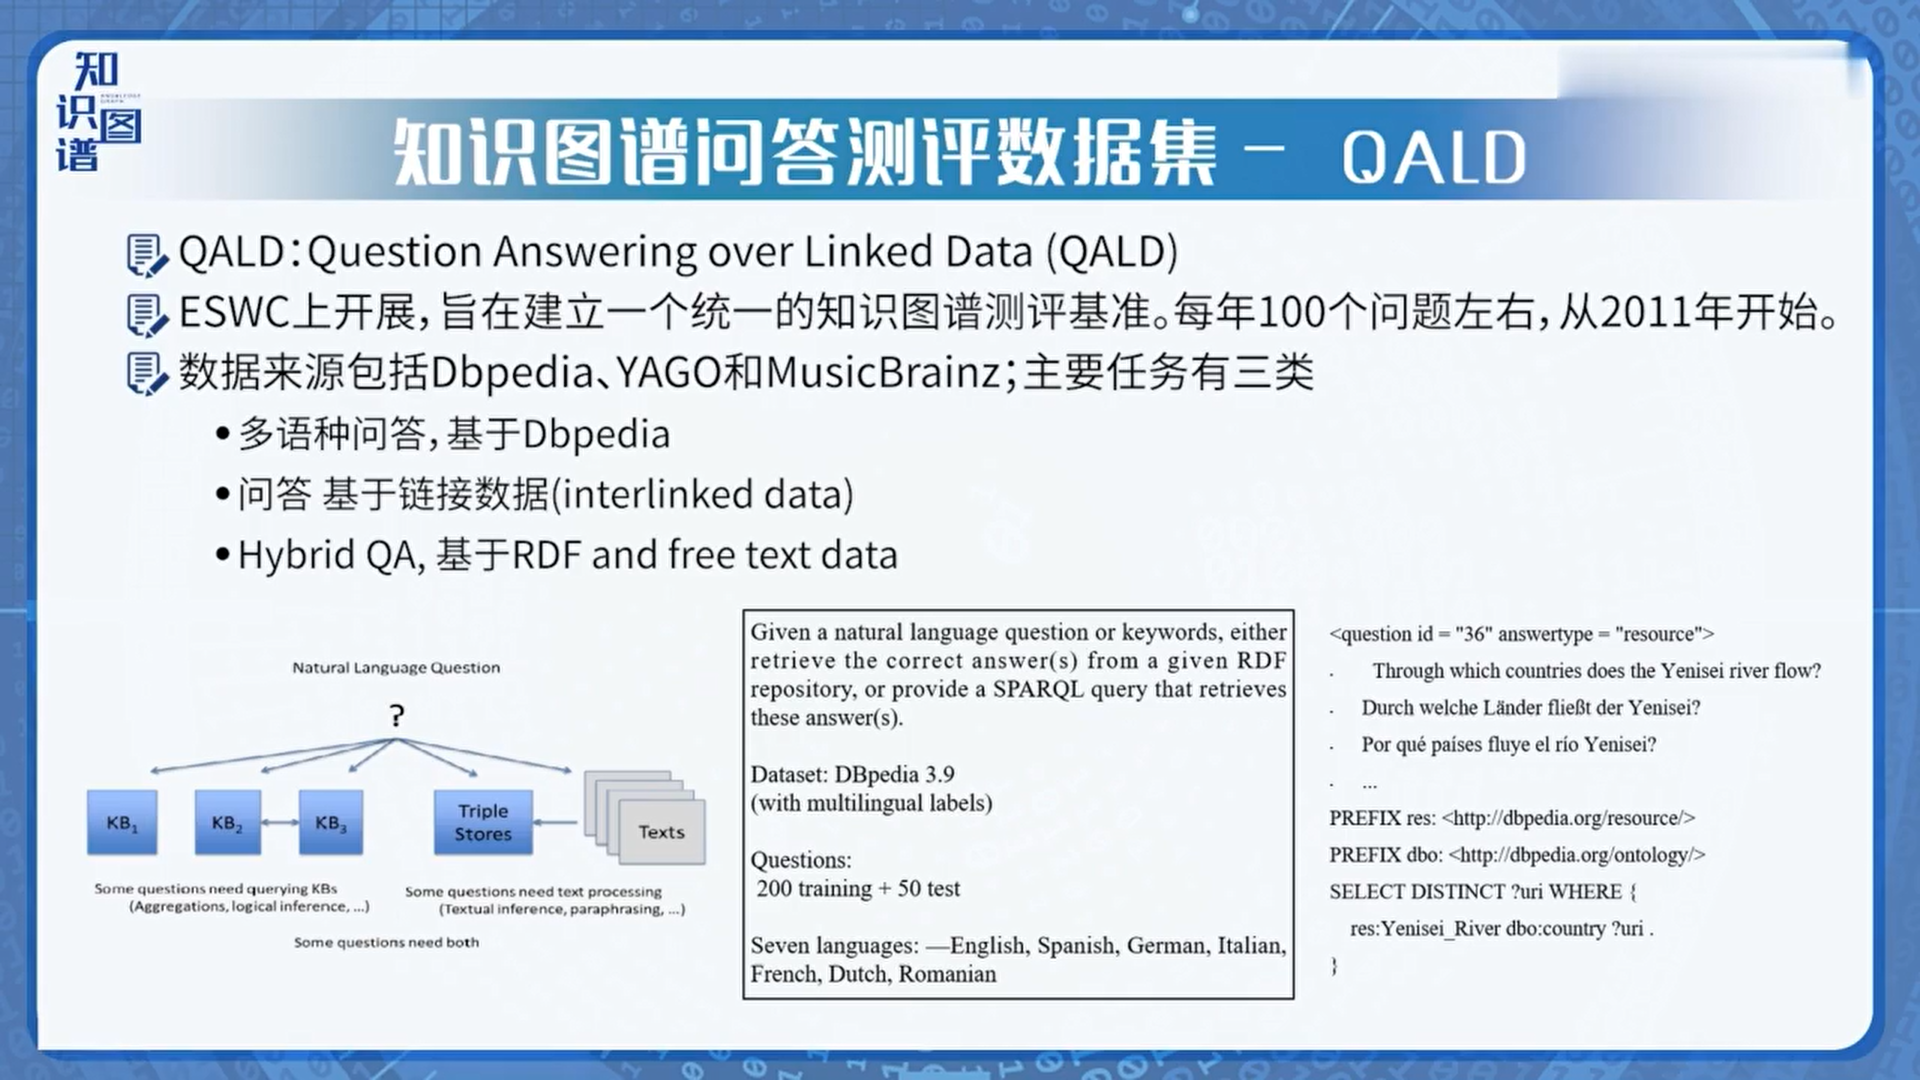 知
识图
谱
知识图谱问答测评数据集 － QALD
QALD：Question Answering over Linked Data (QALD)
ESWC上开展，旨在建立一个统一的知识图谱测评基准。每年100个问题左右，从2011年开始。
数据来源包括Dbpedia、YAGO和MusicBrainz；主要任务有三类
•多语种问答，基于Dbpedia
•问答 基于链接数据(interlinked data)
•Hybrid QA, 基于RDF and free text data
Natural Language Question
?
KB1
KB2
KB3
Triple
Stores
Texts
Some questions need querying KBs
(Aggregations, logical inference, ...)
Some questions need text processing
(Textual inference, paraphrasing, ...)
Some questions need both
Given a natural language question or keywords, either
retrieve the correct answer(s) from a given RDF
repository, or provide a SPARQL query that retrieves
these answer(s).
Dataset: DBpedia 3.9
(with multilingual labels)
Questions:
200 training + 50 test
Seven languages: —English, Spanish, German, Italian,
French, Dutch, Romanian
<question id = "36" answertype = "resource">
. Through which countries does the Yenisei river flow?
. Durch welche Länder fließt der Yenisei?
. Por qué países fluye el río Yenisei?
. ...
PREFIX res: <http://dbpedia.org/resource/>
PREFIX dbo: <http://dbpedia.org/ontology/>
SELECT DISTINCT ?uri WHERE {
res:Yenisei_River dbo:country ?uri .
}